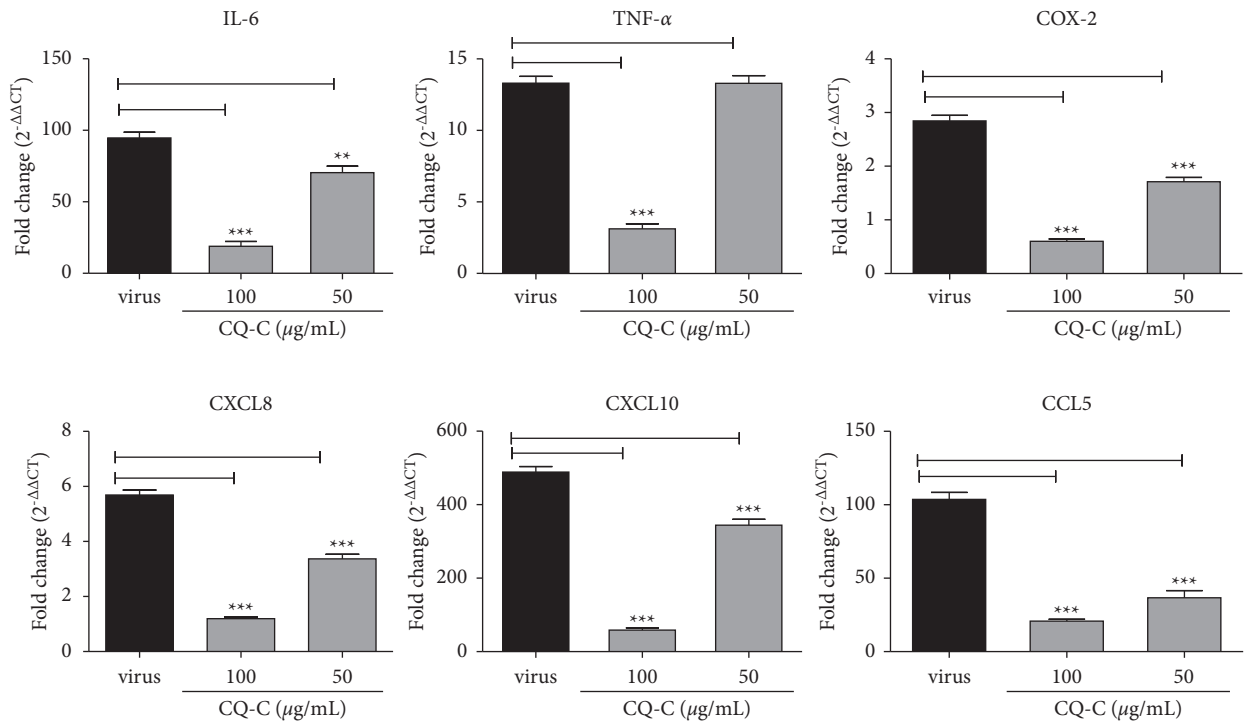 IL-6
Fold change (2^-ΔΔCT)
150
100
50
0
**
***
virus
100
50
CQ-C (μg/mL)
TNF-α
Fold change (2^-ΔΔCT)
15
10
5
0
***
virus
100
50
CQ-C (μg/mL)
COX-2
Fold change (2^-ΔΔCT)
4
3
2
1
0
***
***
virus
100
50
CQ-C (μg/mL)
CXCL8
Fold change (2^-ΔΔCT)
8
6
4
2
0
***
***
virus
100
50
CQ-C (μg/mL)
CXCL10
Fold change (2^-ΔΔCT)
600
400
200
0
***
***
virus
100
50
CQ-C (μg/mL)
CCL5
Fold change (2^-ΔΔCT)
150
100
50
0
***
***
virus
100
50
CQ-C (μg/mL)